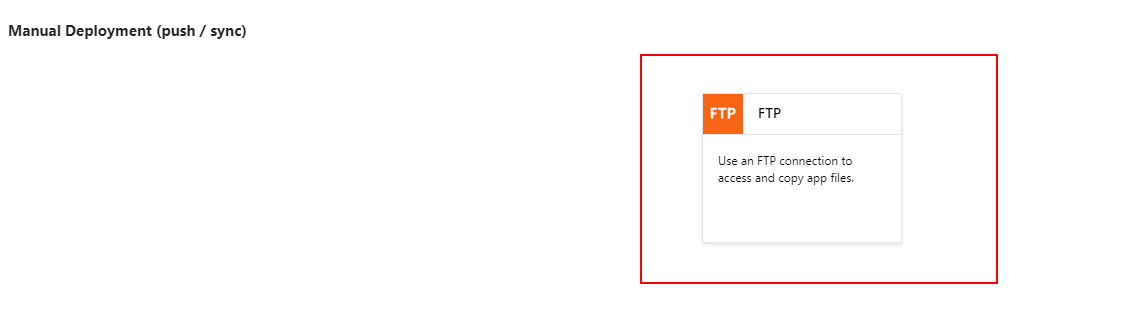 Manual Deployment (push / sync)
FTP FTP
Use an FTP connection to
access and copy app files.